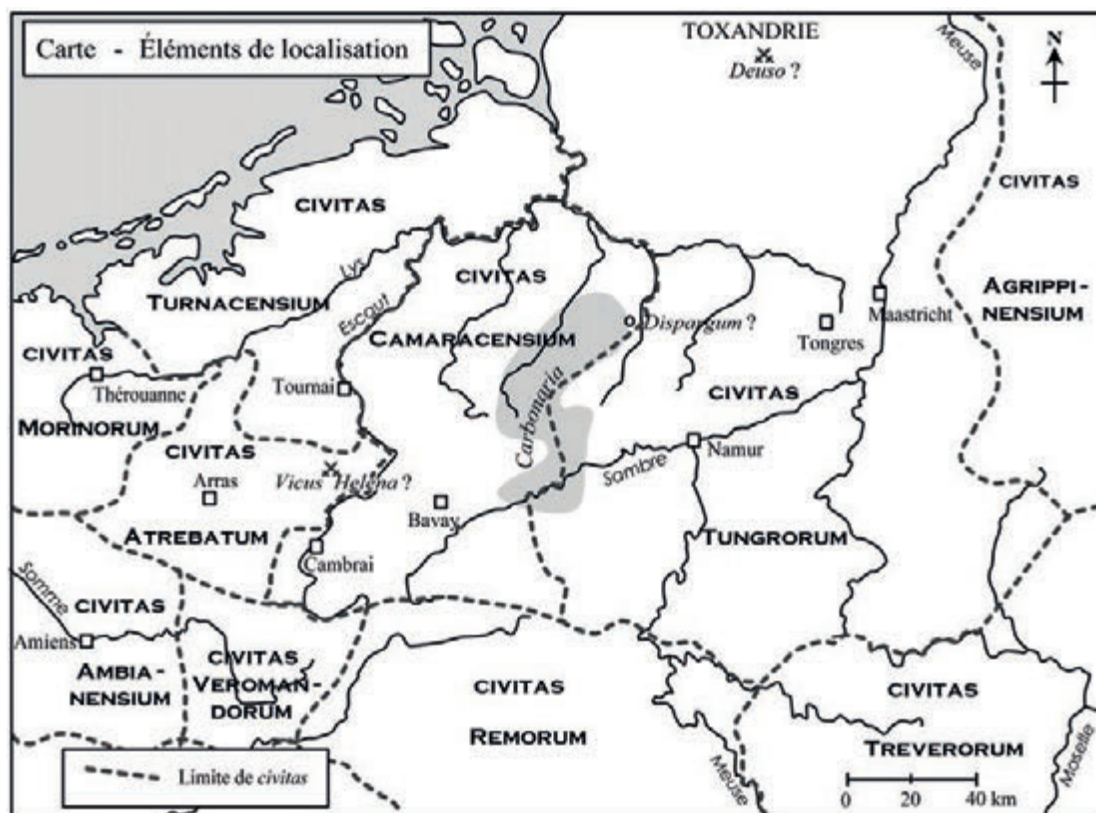 Carte - Éléments de localisation
TOXANDRIE
Deuso ?
Meuse
N
CIVITAS
CIVITAS
Lys
CIVITAS
TURNACENSIUM
Escaut
AGRIPPI-
NENSIUM
Maastricht
CAMARACENSIUM
Dispargum ?
Tongres
CIVITAS
Thérouanne
Tournai
Carbonaria
CIVITAS
MORINORUM
CIVITAS
Namur
Sambre
Arras
Vicus Helena ?
Bavay
ATREBATUM
TUNGRORUM
Cambrai
Somme
CIVITAS
Amiens
AMBIA-
NENSIUM
CIVITAS
VEROMAN-
DORUM
CIVITAS
REMORUM
CIVITAS
TREVERORUM
Meuse
Moselle
Limite de civitas
0 20 40 km